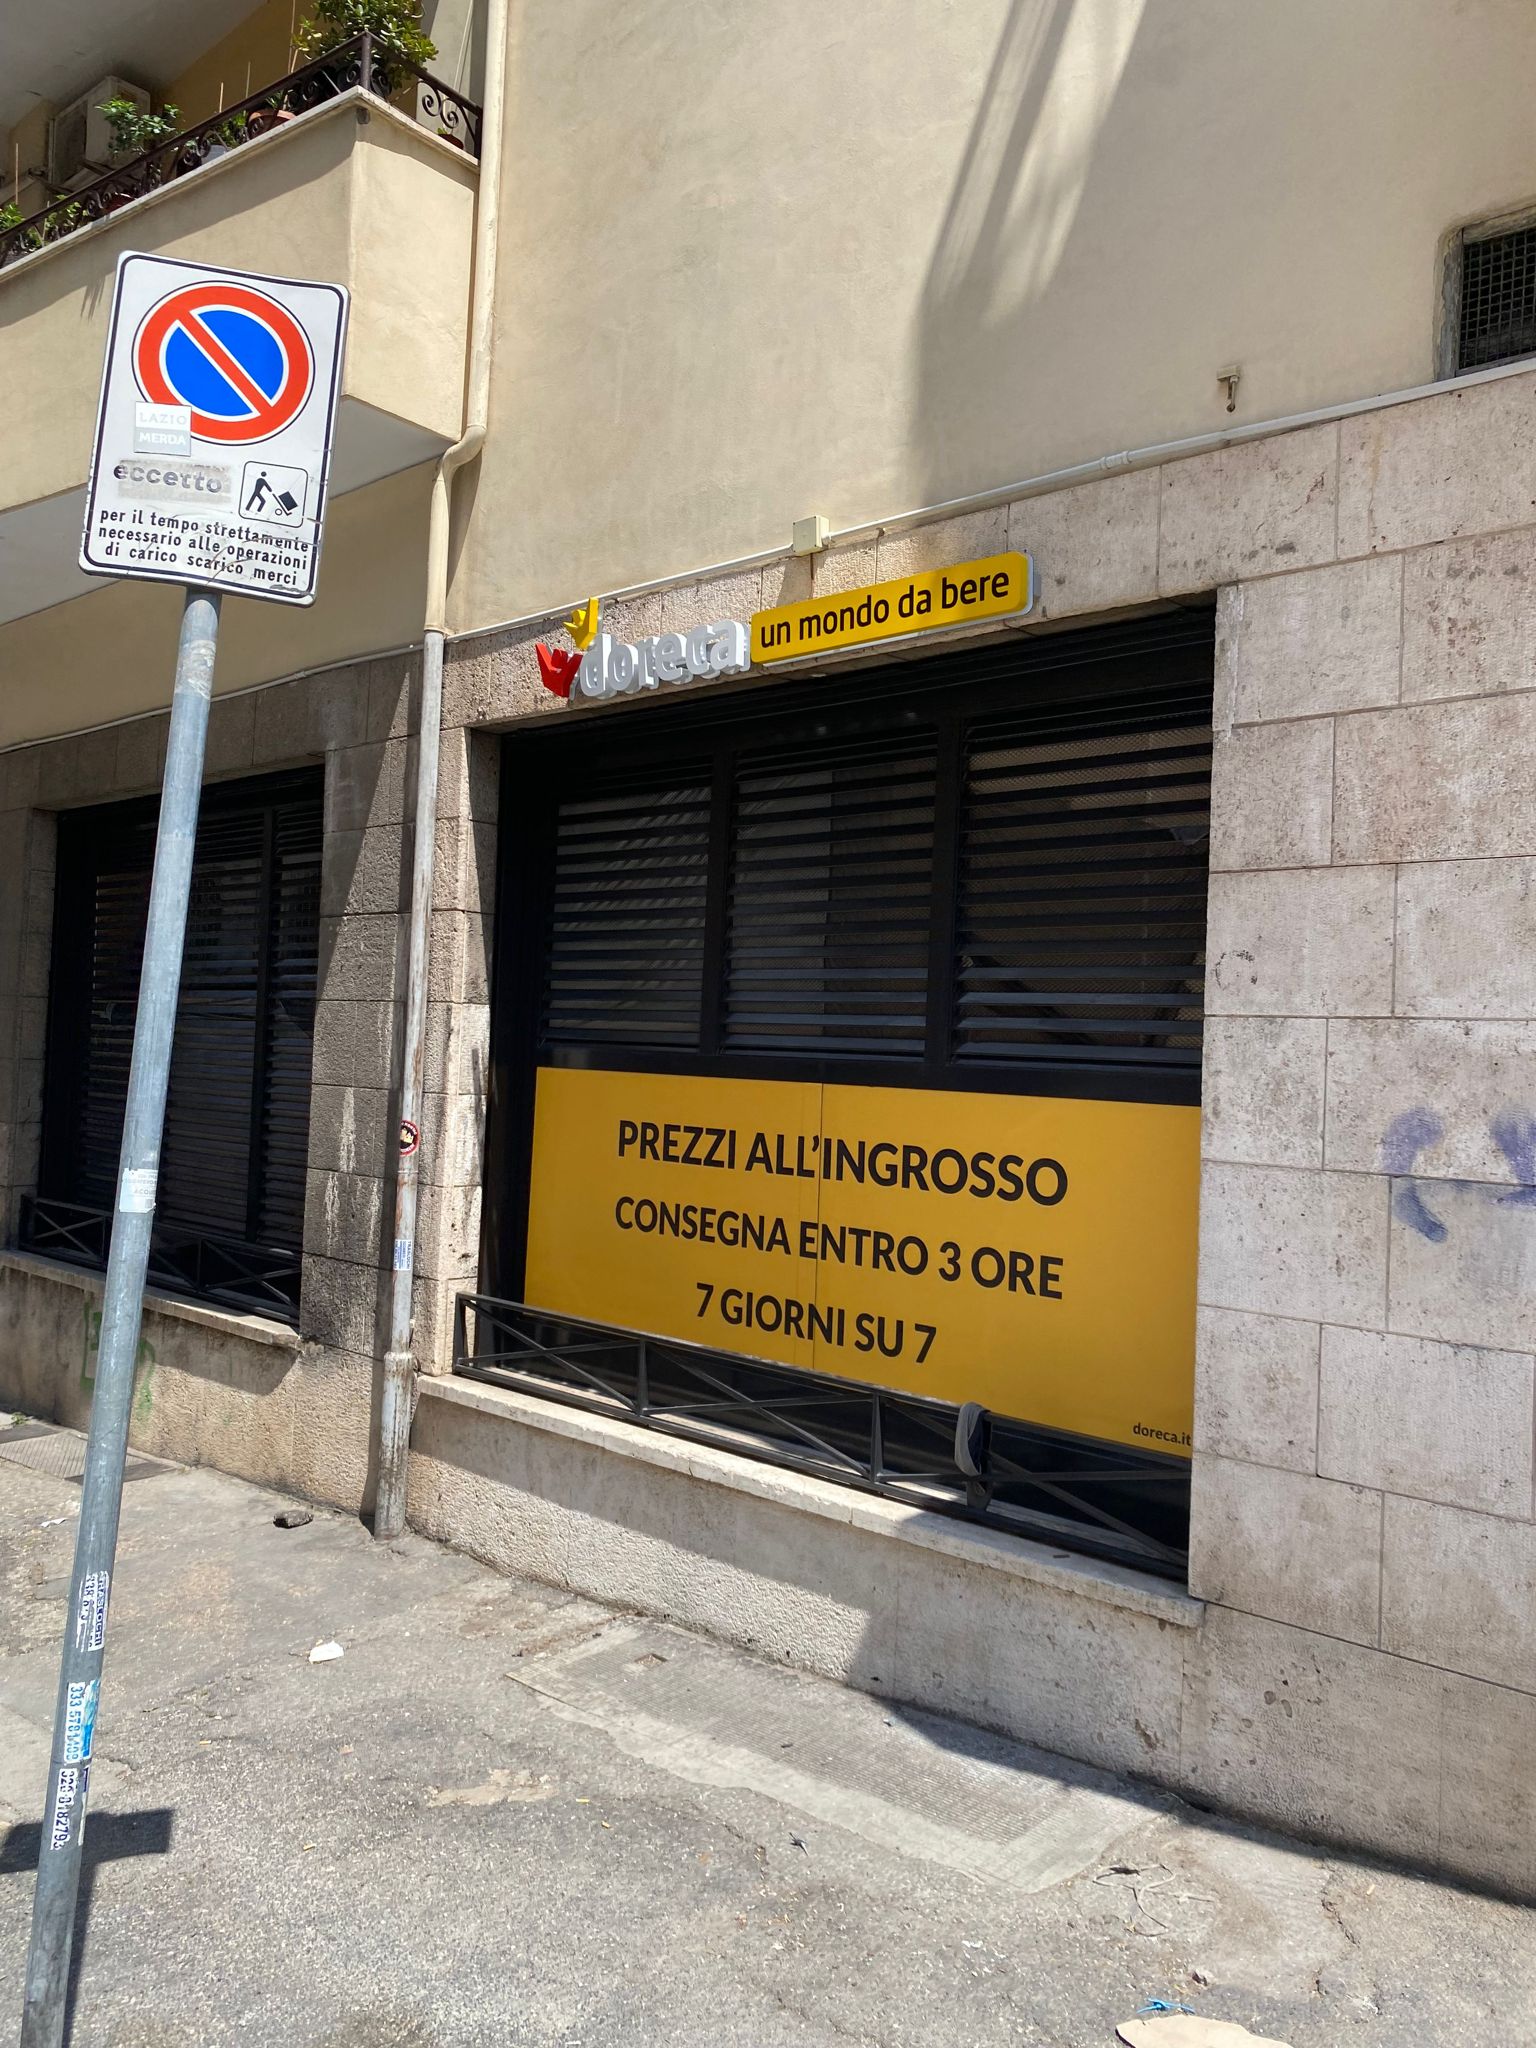 LAZIO
MERDA
eccetto
per il tempo strettamente
necessario alle operazioni
di carico scarico merci
doreca un mondo da bere
PREZZI ALL'INGROSSO
CONSEGNA ENTRO 3 ORE
7 GIORNI SU 7
doreca.it